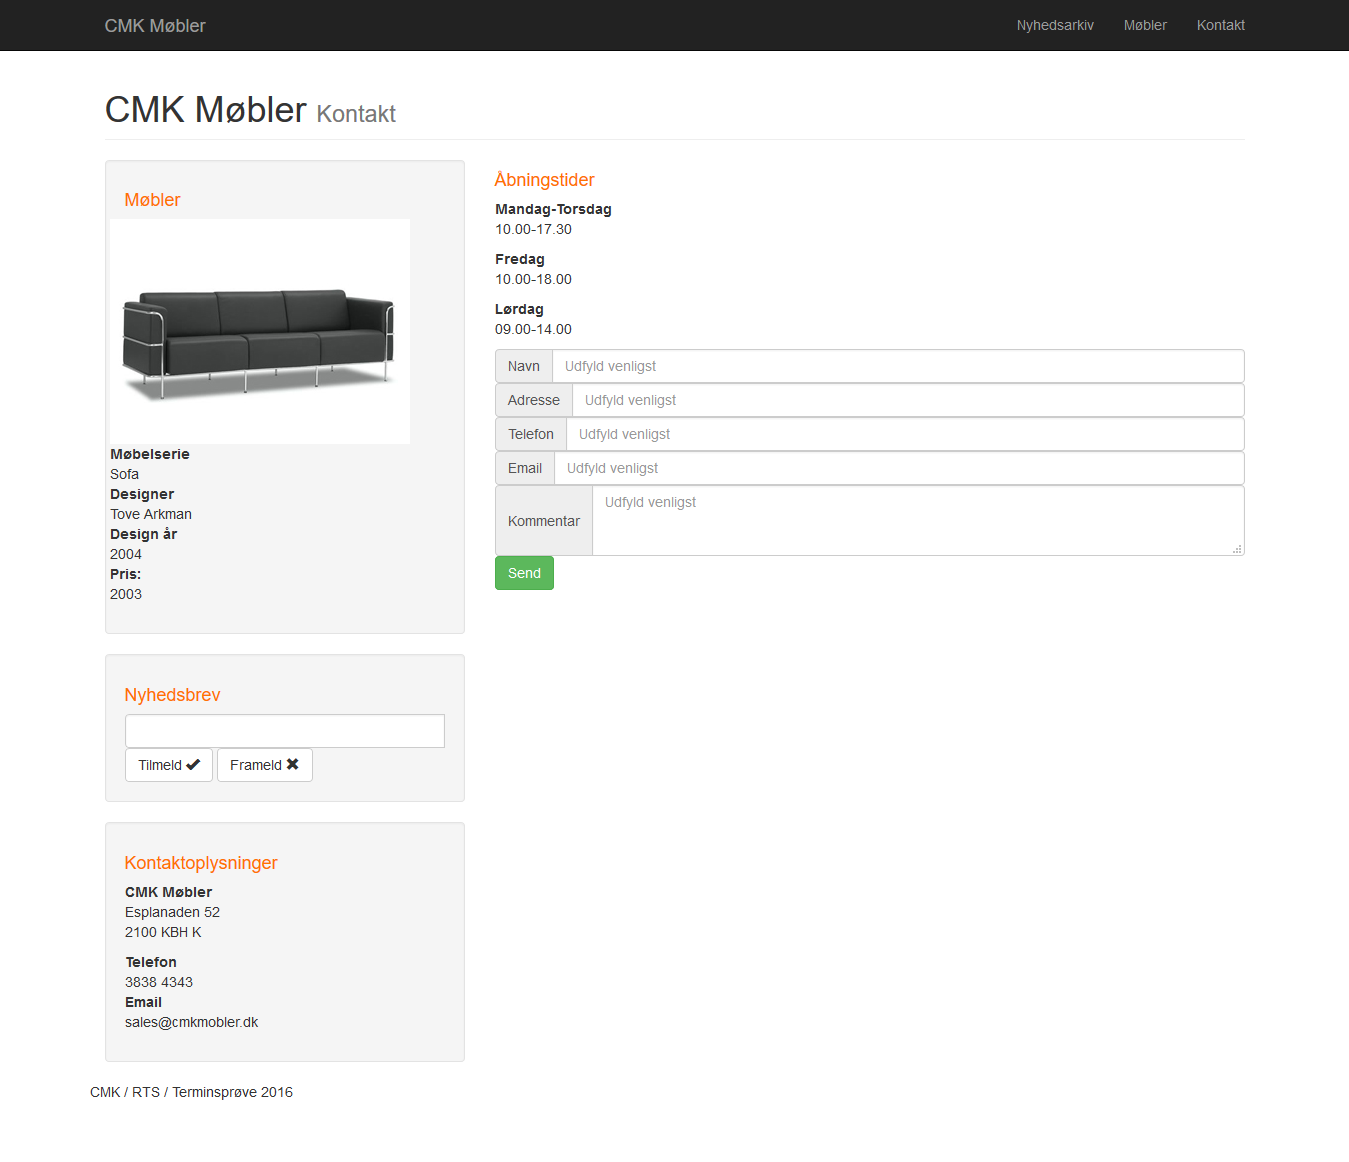 CMK Møbler
Nyhedsarkiv Møbler Kontakt
CMK Møbler Kontakt
Møbler
Møbelserie
Sofa
Designer
Tove Arkman
Design år
2004
Pris:
2003
Nyhedsbrev
Tilmeld
Frameld
Kontaktoplysninger
CMK Møbler
Esplanaden 52
2100 KBH K
Telefon
3838 4343
Email
sales@cmkmobler.dk
Åbningstider
Mandag-Torsdag
10.00-17.30
Fredag
10.00-18.00
Lørdag
09.00-14.00
Navn Udfyld venligst
Adresse Udfyld venligst
Telefon Udfyld venligst
Email Udfyld venligst
Kommentar Udfyld venligst
Send
CMK / RTS / Terminsprøve 2016